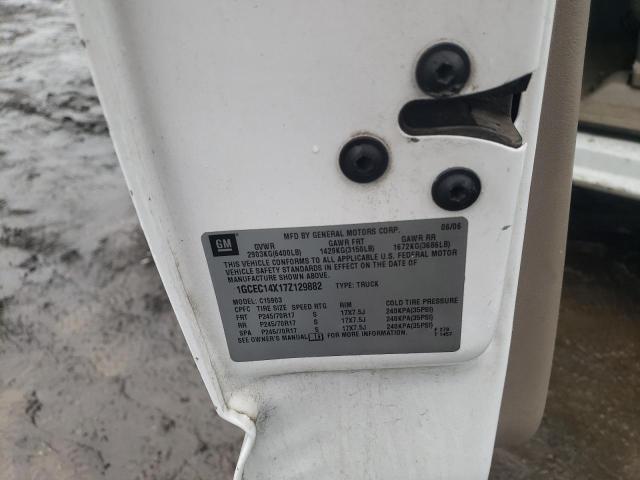 GM
MFD BY GENERAL MOTORS CORP. 06/06
GVWR GAWR FRT GAWR RR
2903KG(6400LB) 1429KG(3150LB) 1672KG(3686LB)
THIS VEHICLE CONFORMS TO ALL APPLICABLE U.S. FEDERAL MOTOR
VEHICLE SAFETY STANDARDS IN EFFECT ON THE DATE OF
MANUFACTURE SHOWN ABOVE.
1GCEC14X17Z129882 TYPE: TRUCK
MODEL: C15903
CPFC TIRE SIZE SPEED RTG RIM COLD TIRE PRESSURE
FRT P245/70R17 S 17X7.5J 240KPA(35PSI)
RR P245/70R17 S 17X7.5J 240KPA(35PSI)
SPA P245/70R17 S 17X7.5J 240KPA(35PSI)
SEE OWNER'S MANUAL FOR MORE INFORMATION.